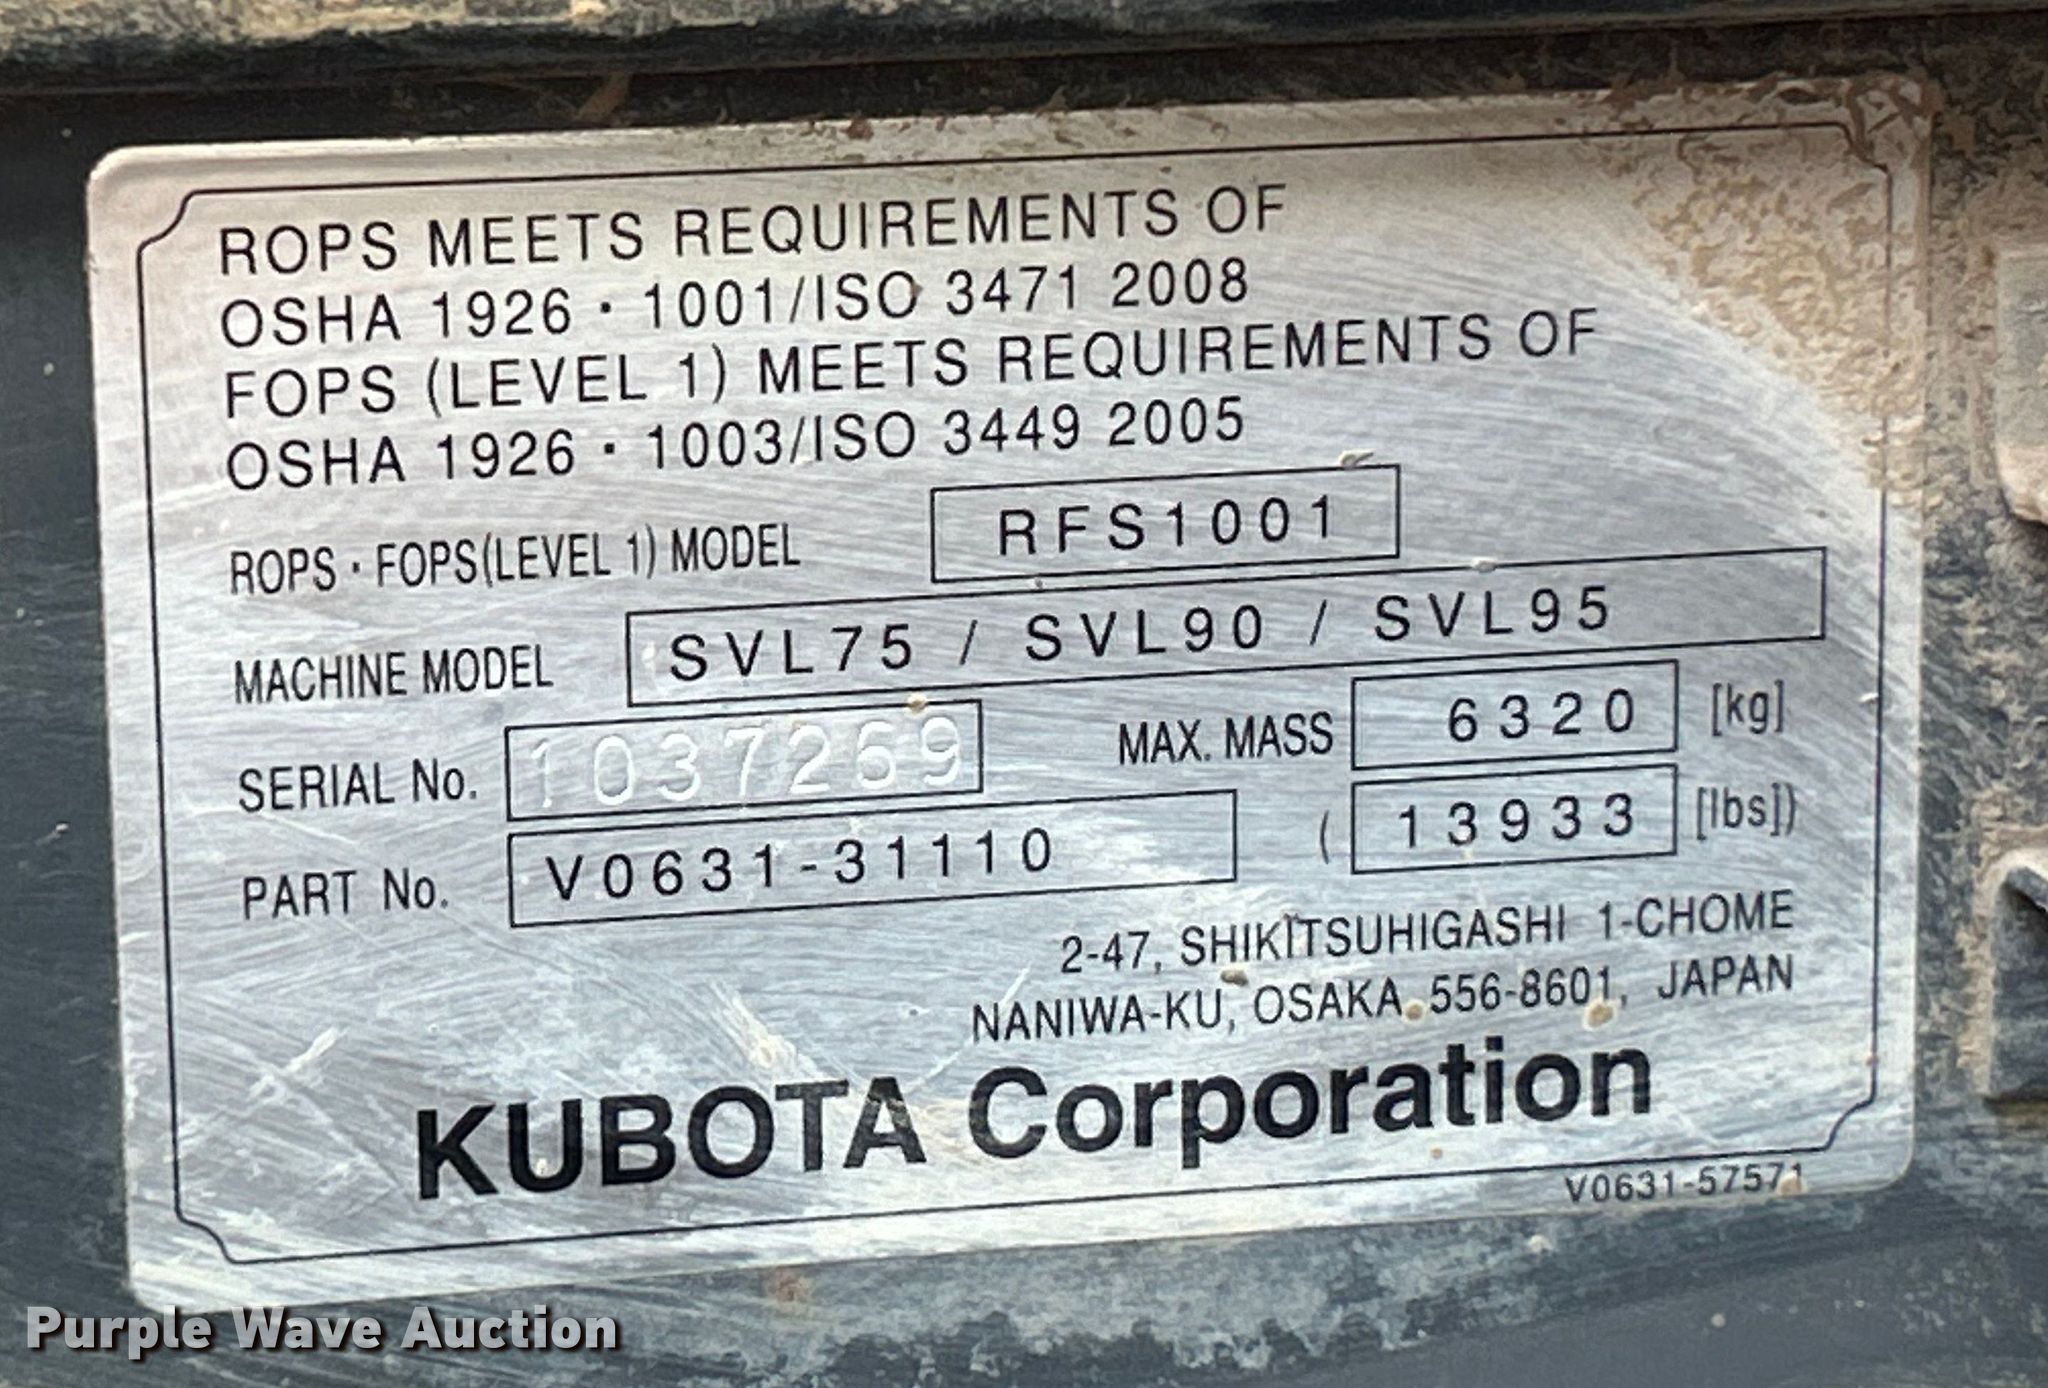 ROPS MEETS REQUIREMENTS OF
OSHA 1926・1001/ISO 3471 2008
FOPS (LEVEL 1) MEETS REQUIREMENTS OF
OSHA 1926・1003/ISO 3449 2005
ROPS・FOPS(LEVEL 1) MODEL RFS1001
MACHINE MODEL SVL75 / SVL90 / SVL95
SERIAL No. 1037269 MAX. MASS 6320 [kg]
PART No. V0631-31110 ( 13933 [lbs])
2-47, SHIKITSUHIGASHI 1-CHOME
NANIWA-KU, OSAKA 556-8601, JAPAN
KUBOTA Corporation
V0631-57571
Purple Wave Auction